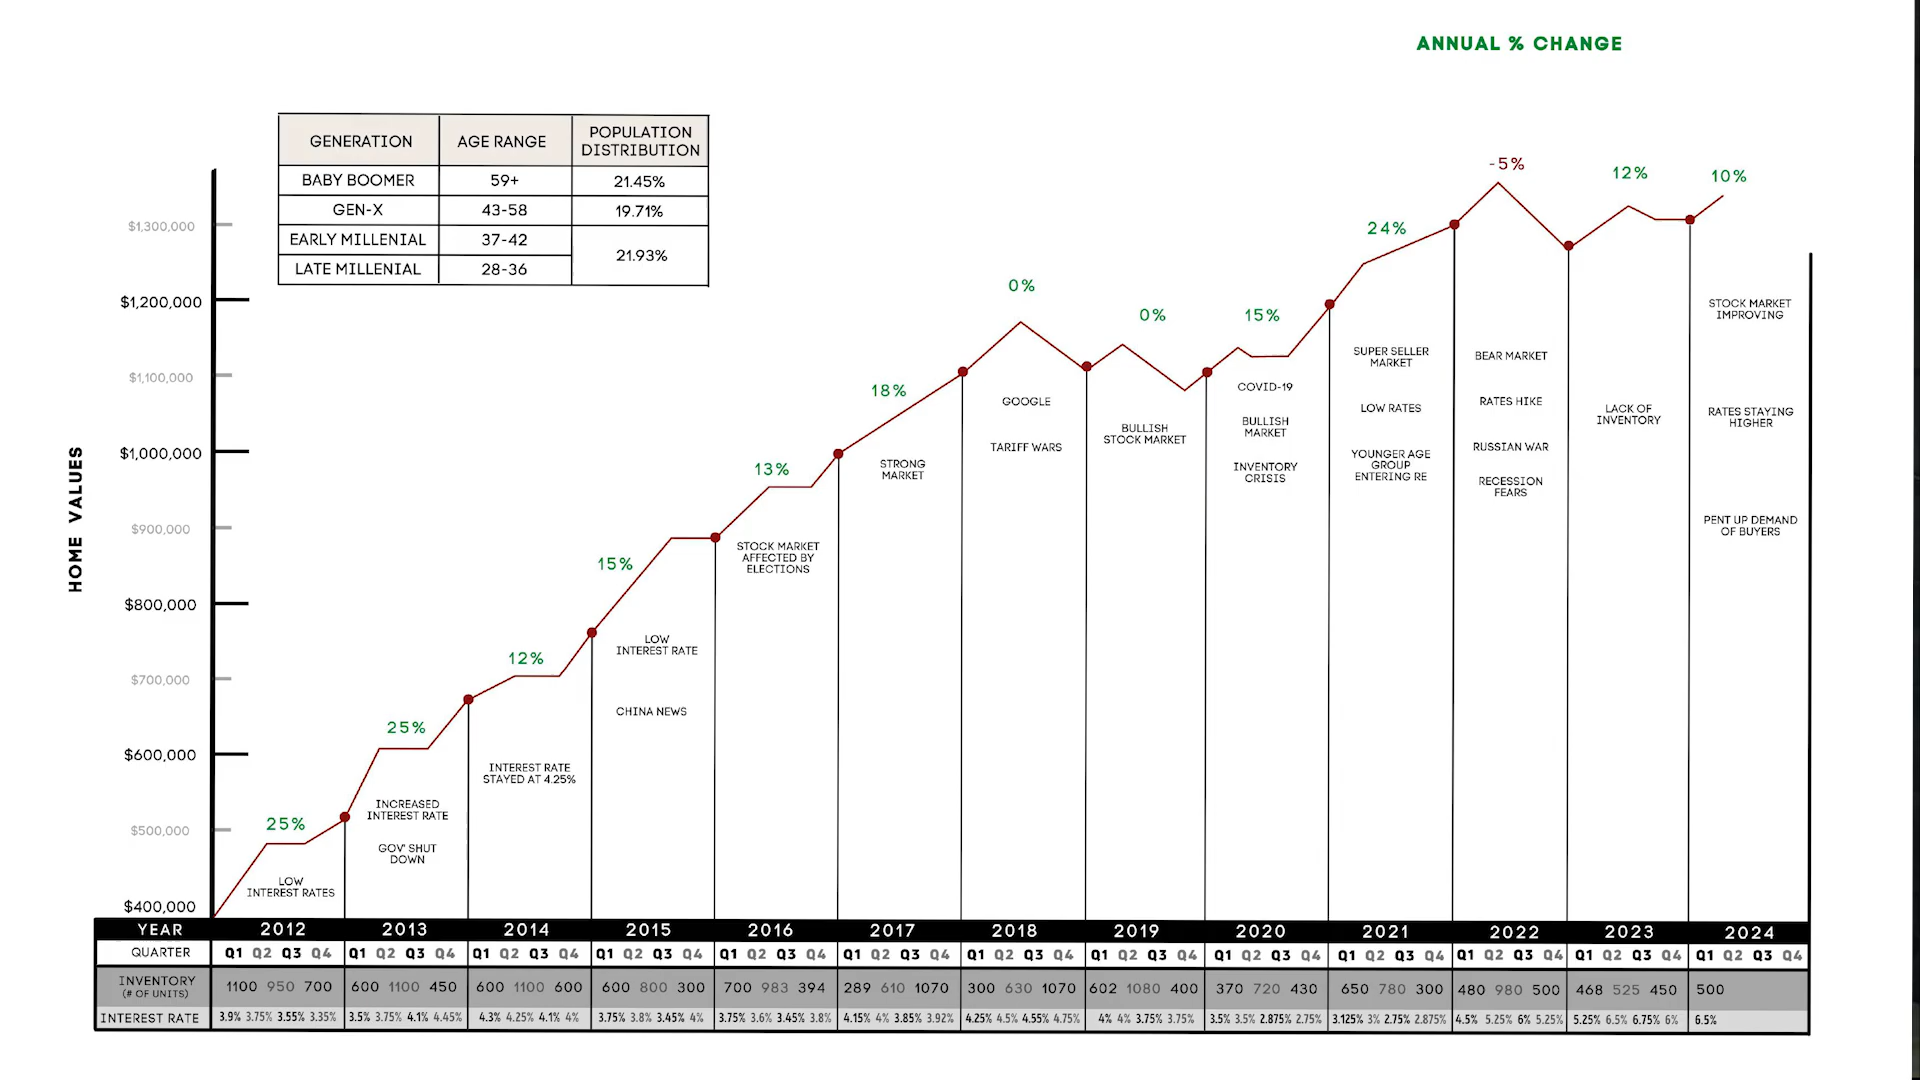 ANNUAL % CHANGE
GENERATION AGE RANGE POPULATION DISTRIBUTION
BABY BOOMER 59+ 21.45%
GEN-X 43-58 19.71%
EARLY MILLENIAL 37-42 21.93%
LATE MILLENIAL 28-36
HOME VALUES
$1,300,000
$1,200,000
$1,100,000
$1,000,000
$900,000
$800,000
$700,000
$600,000
$500,000
$400,000
25%
LOW
INTEREST RATES
25%
INCREASED
INTEREST RATE
GOV' SHUT
DOWN
12%
INTEREST RATE
STAYED AT 4.25%
15%
LOW
INTEREST RATE
CHINA NEWS
13%
STOCK MARKET
AFFECTED BY
ELECTIONS
18%
STRONG
MARKET
0%
GOOGLE
TARIFF WARS
0%
BULLISH
STOCK MARKET
15%
COVID-19
BULLISH
MARKET
INVENTORY
CRISIS
24%
SUPER SELLER
MARKET
LOW RATES
YOUNGER AGE
GROUP
ENTERING RE
-5%
BEAR MARKET
RATES HIKE
RUSSIAN WAR
RECESSION
FEARS
12%
LACK OF
INVENTORY
10%
STOCK MARKET
IMPROVING
RATES STAYING
HIGHER
PENT UP DEMAND
OF BUYERS
YEAR 2012 2013 2014 2015 2016 2017 2018 2019 2020 2021 2022 2023 2024
QUARTER Q1 Q2 Q3 Q4 Q1 Q2 Q3 Q4 Q1 Q2 Q3 Q4 Q1 Q2 Q3 Q4 Q1 Q2 Q3 Q4 Q1 Q2 Q3 Q4 Q1 Q2 Q3 Q4 Q1 Q2 Q3 Q4 Q1 Q2 Q3 Q4 Q1 Q2 Q3 Q4 Q1 Q2 Q3 Q4 Q1 Q2 Q3 Q4 Q1 Q2 Q3 Q4
INVENTORY (# OF UNITS) 1100 950 700 600 1100 450 600 1100 600 600 800 300 700 983 394 289 610 1070 300 630 1070 602 1080 400 370 720 430 650 780 300 480 980 500 468 525 450 500
INTEREST RATE 3.9% 3.75% 3.55% 3.35% 3.5% 3.75% 4.1% 4.45% 4.3% 4.25% 4.1% 4% 3.75% 3.8% 3.45% 4% 3.75% 3.6% 3.45% 3.8% 4.15% 4% 3.85% 3.92% 4.25% 4.5% 4.55% 4.75% 4% 4% 3.75% 3.75% 3.5% 3.5% 2.875% 2.75% 3.125% 3% 2.75% 2.875% 4.5% 5.25% 6% 5.25% 5.25% 6.5% 6.75% 6% 6.5%